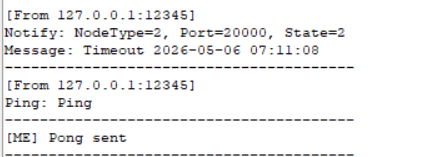 [From 127.0.0.1:12345]
Notify: NodeType=2, Port=20000, State=2
Message: Timeout 2026-05-06 07:11:08
----------------------------------------
[From 127.0.0.1:12345]
Ping: Ping
----------------------------------------
[ME] Pong sent
----------------------------------------